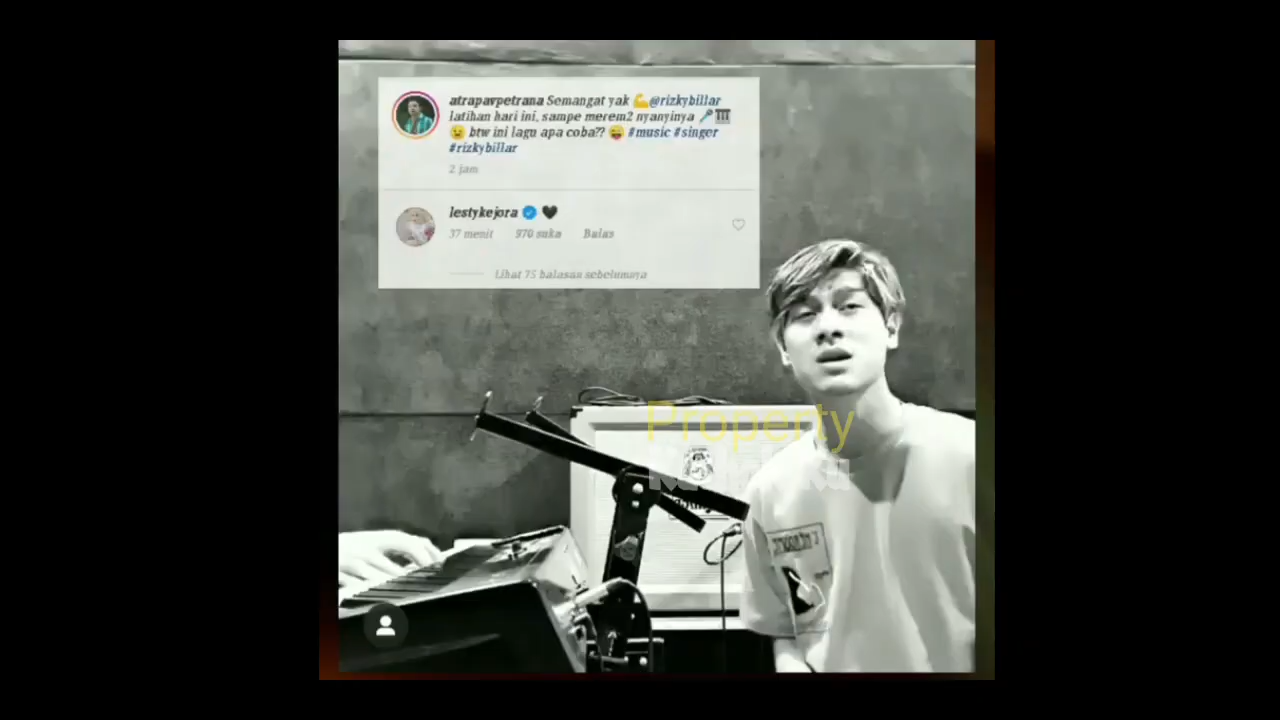 atrapavpetrana Semangat yak 💪@rizkybillar
latihan hari ini, sampe merem2 nyanyinya 🎤🎹
😉 btw ini lagu apa coba?? 😜 #music #singer
#rizkybillar
2 jam
lestykejora 🖤
37 menit 970 suka Balas
Lihat 75 balasan sebelumnya
Property